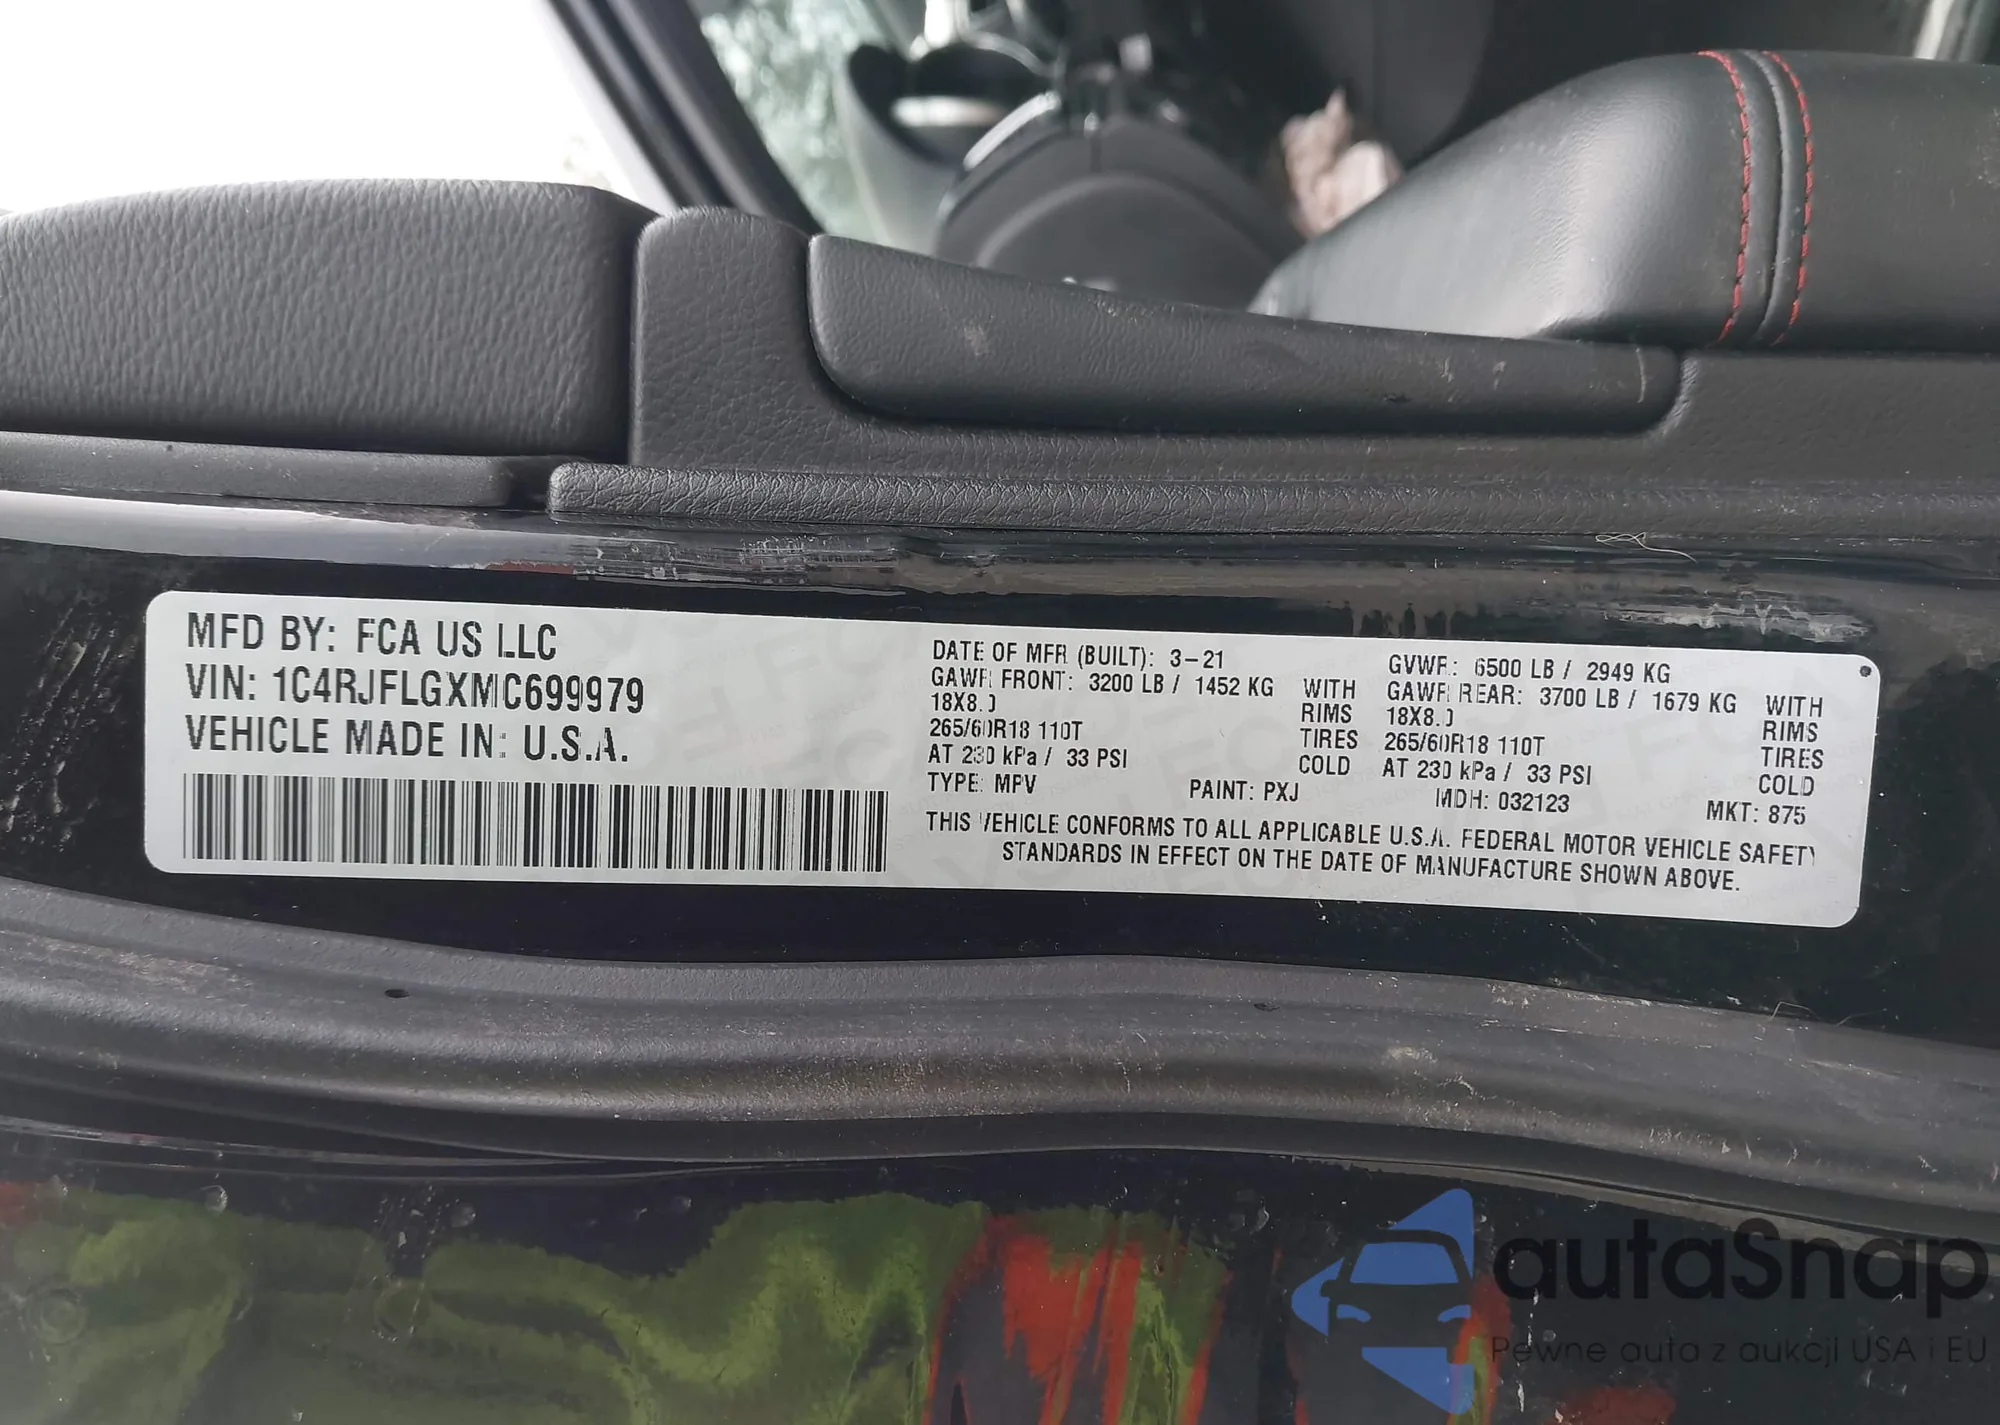 MFD BY: FCA US LLC
VIN: 1C4RJFLGXMC699979
VEHICLE MADE IN: U.S.A.
DATE OF MFR (BUILT): 3-21
GAWR FRONT: 3200 LB / 1452 KG WITH
18X8.0 RIMS
265/60R18 110T TIRES
AT 230 kPa / 33 PSI COLD
TYPE: MPV PAINT: PXJ
GVWR: 6500 LB / 2949 KG
GAWR REAR: 3700 LB / 1679 KG WITH
18X8.0 RIMS
265/60R18 110T TIRES
AT 230 kPa / 33 PSI COLD
MDH: 032123 MKT: 875
THIS VEHICLE CONFORMS TO ALL APPLICABLE U.S.A. FEDERAL MOTOR VEHICLE SAFETY
STANDARDS IN EFFECT ON THE DATE OF MANUFACTURE SHOWN ABOVE.
autaSnap
Pewne auta z aukcji USA i EU